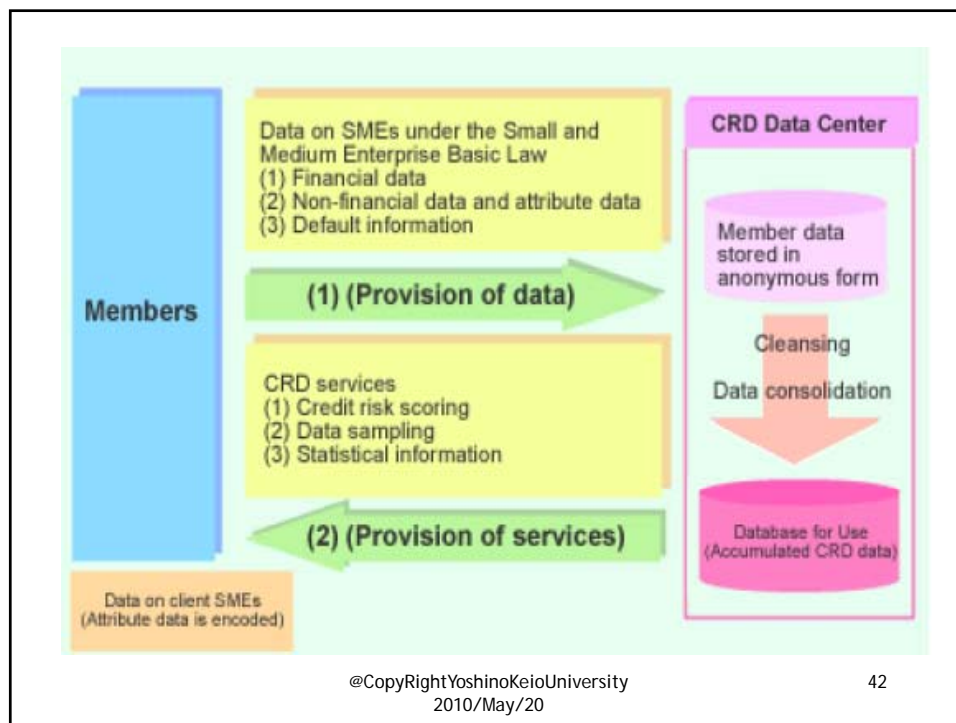 Members
Data on SMEs under the Small and
Medium Enterprise Basic Law
(1) Financial data
(2) Non-financial data and attribute data
(3) Default information
(1) (Provision of data)
CRD services
(1) Credit risk scoring
(2) Data sampling
(3) Statistical information
(2) (Provision of services)
CRD Data Center
Member data
stored in
anonymous form
Cleansing
Data consolidation
Database for Use
(Accumulated CRD data)
Data on client SMEs
(Attribute data is encoded)
@CopyRightYoshinoKeioUniversity
2010/May/20
42